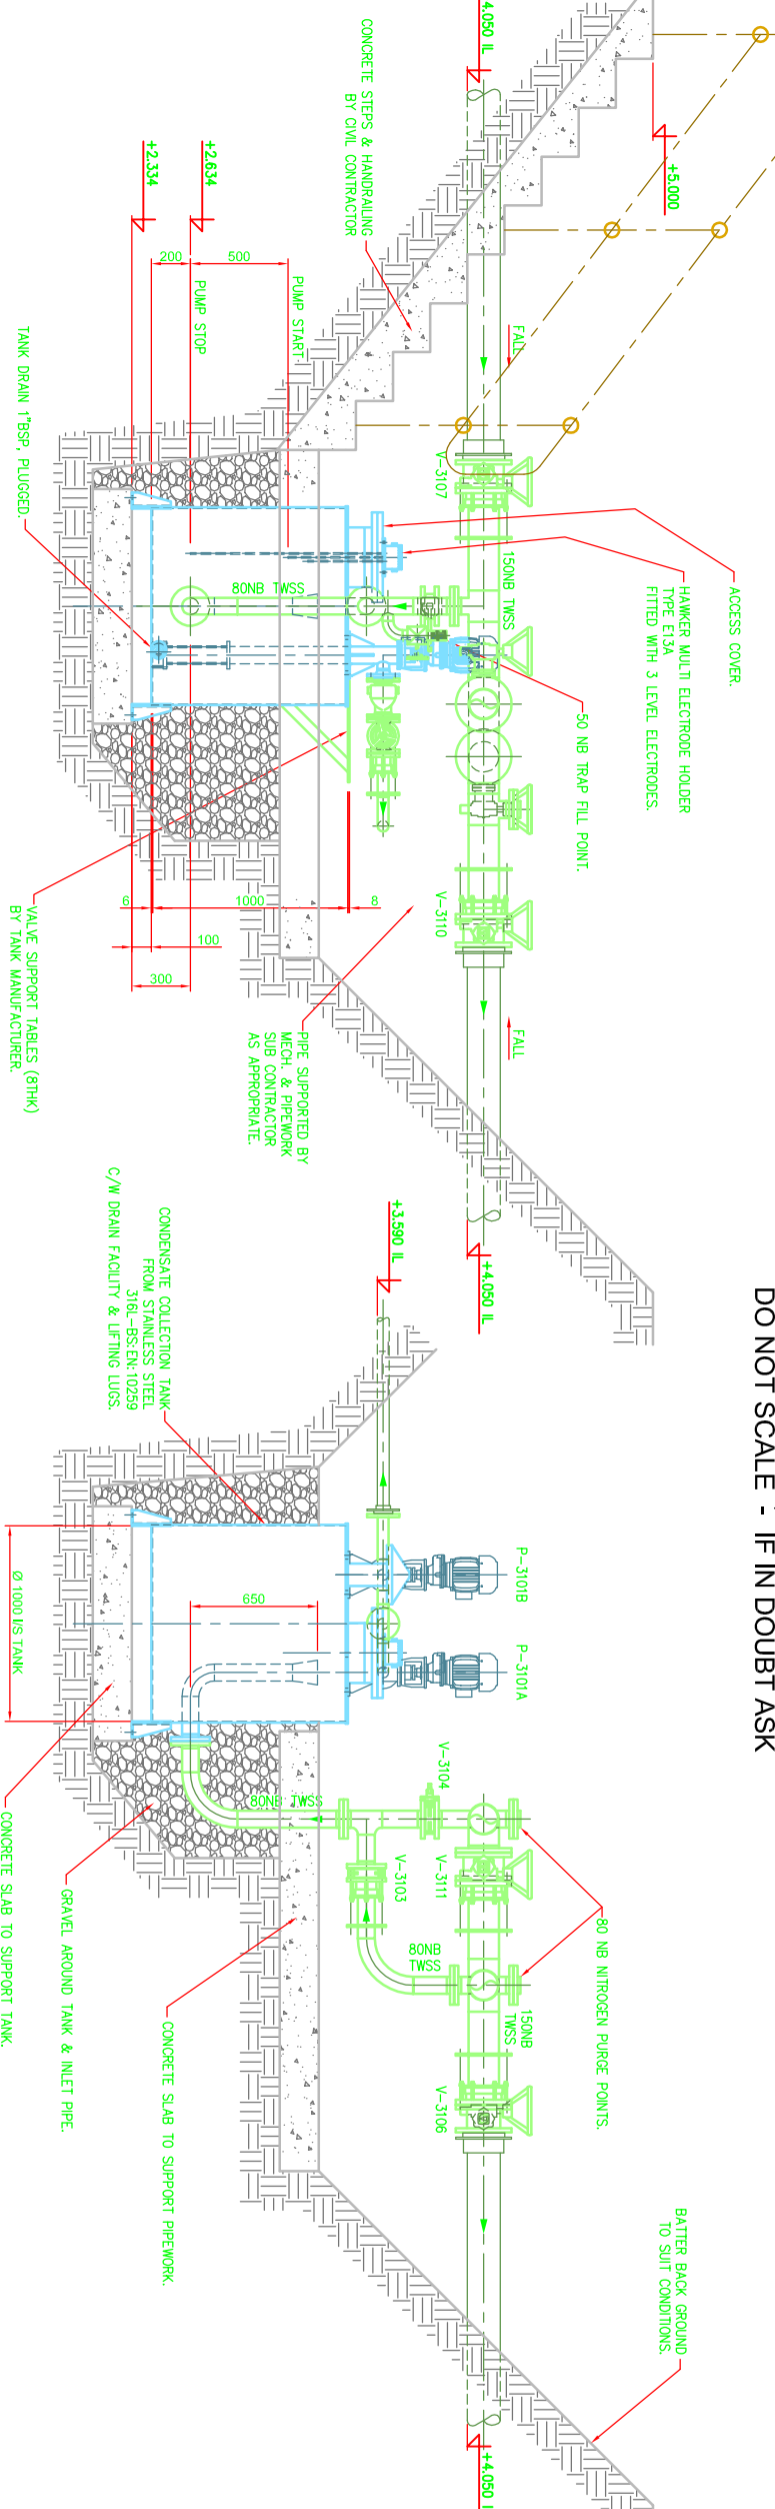 DO NOT SCALE - IF IN DOUBT ASK
4.050 IL
+5.000
FALL
CONCRETE STEPS & HANDRAILING
BY CIVIL CONTRACTOR
+2.634
+2.334
200
500
PUMP START
PUMP STOP
TANK DRAIN 1"BSP, PLUGGED.
V-3107
80NB TWSS
150NB TWSS
ACCESS COVER.
HAWKER MULTI ELECTRODE HOLDER
TYPE E13A
FITTED WITH 3 LEVEL ELECTRODES.
50 NB TRAP FILL POINT.
V-3110
6
1000
8
100
300
VALVE SUPPORT TABLES (8THK)
BY TANK MANUFACTURER.
PIPE SUPPORTED BY
MECH. & PIPEWORK
SUB CONTRACTOR
AS APPROPRIATE.
FALL
+4.050 IL
+3.590 IL
CONDENSATE COLLECTION TANK
FROM STAINLESS STEEL
316L-BS:EN:10259
C/W DRAIN FACILITY & LIFTING LUGS.
P-3101B
P-3101A
650
Ø 1000 I/S TANK
V-3104
V-3111
80NB TWSS
V-3103
80NB
TWSS
150NB
TWSS
V-3106
80 NB NITROGEN PURGE POINTS.
CONCRETE SLAB TO SUPPORT TANK.
GRAVEL AROUND TANK & INLET PIPE.
CONCRETE SLAB TO SUPPORT PIPEWORK.
BATTER BACK GROUND
TO SUIT CONDITIONS.
+4.050 I